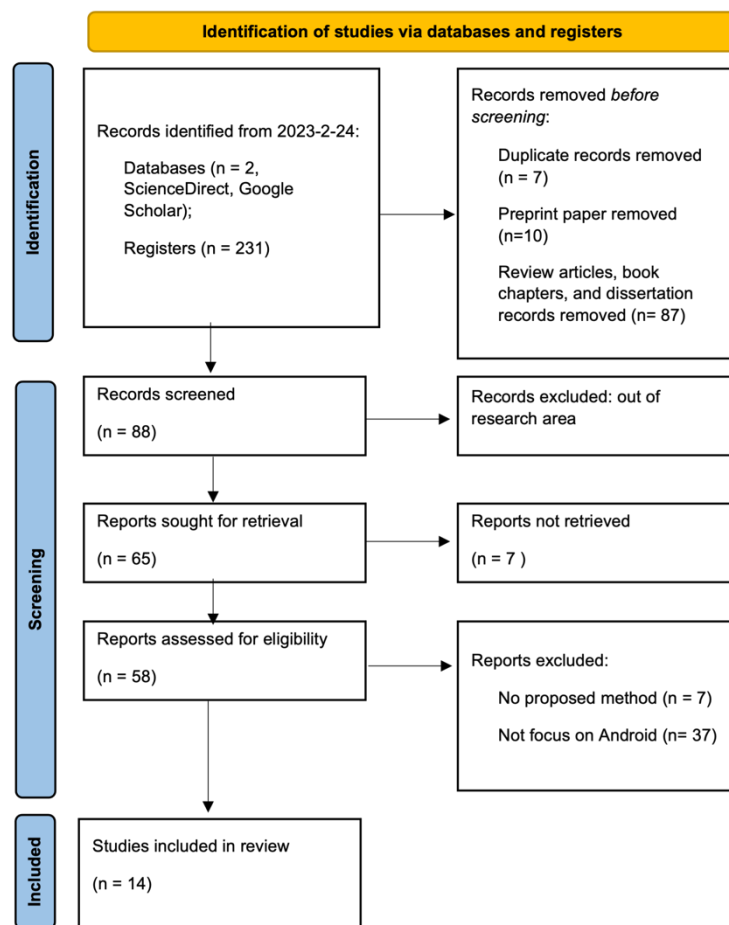 Identification of studies via databases and registers
Identification
Records identified from 2023-2-24:
Databases (n = 2,
ScienceDirect, Google
Scholar);
Registers (n = 231)
Records removed before
screening:
Duplicate records removed
(n = 7)
Preprint paper removed
(n=10)
Review articles, book
chapters, and dissertation
records removed (n= 87)
Screening
Records screened
(n = 88)
Records excluded: out of
research area
Reports sought for retrieval
(n = 65)
Reports not retrieved
(n = 7 )
Reports assessed for eligibility
(n = 58)
Reports excluded:
No proposed method (n = 7)
Not focus on Android (n= 37)
Included
Studies included in review
(n = 14)